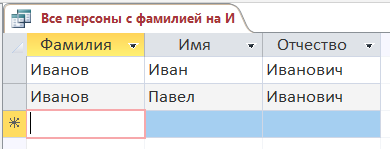 Все персоны с фамилией на И
Фамилия Имя Отчество
Иванов Иван Иванович
Иванов Павел Иванович